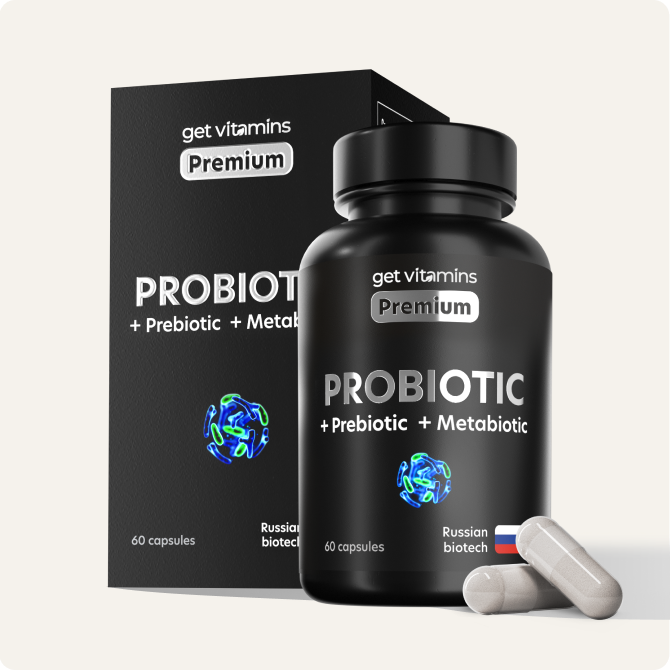 get vitamins
Premium
PROBIOT
+ Prebiotic + Metab
60 capsules
Russian
biotech
get vitamins
Premium
PROBIOTIC
+ Prebiotic + Metabiotic
60 capsules
Russian
biotech